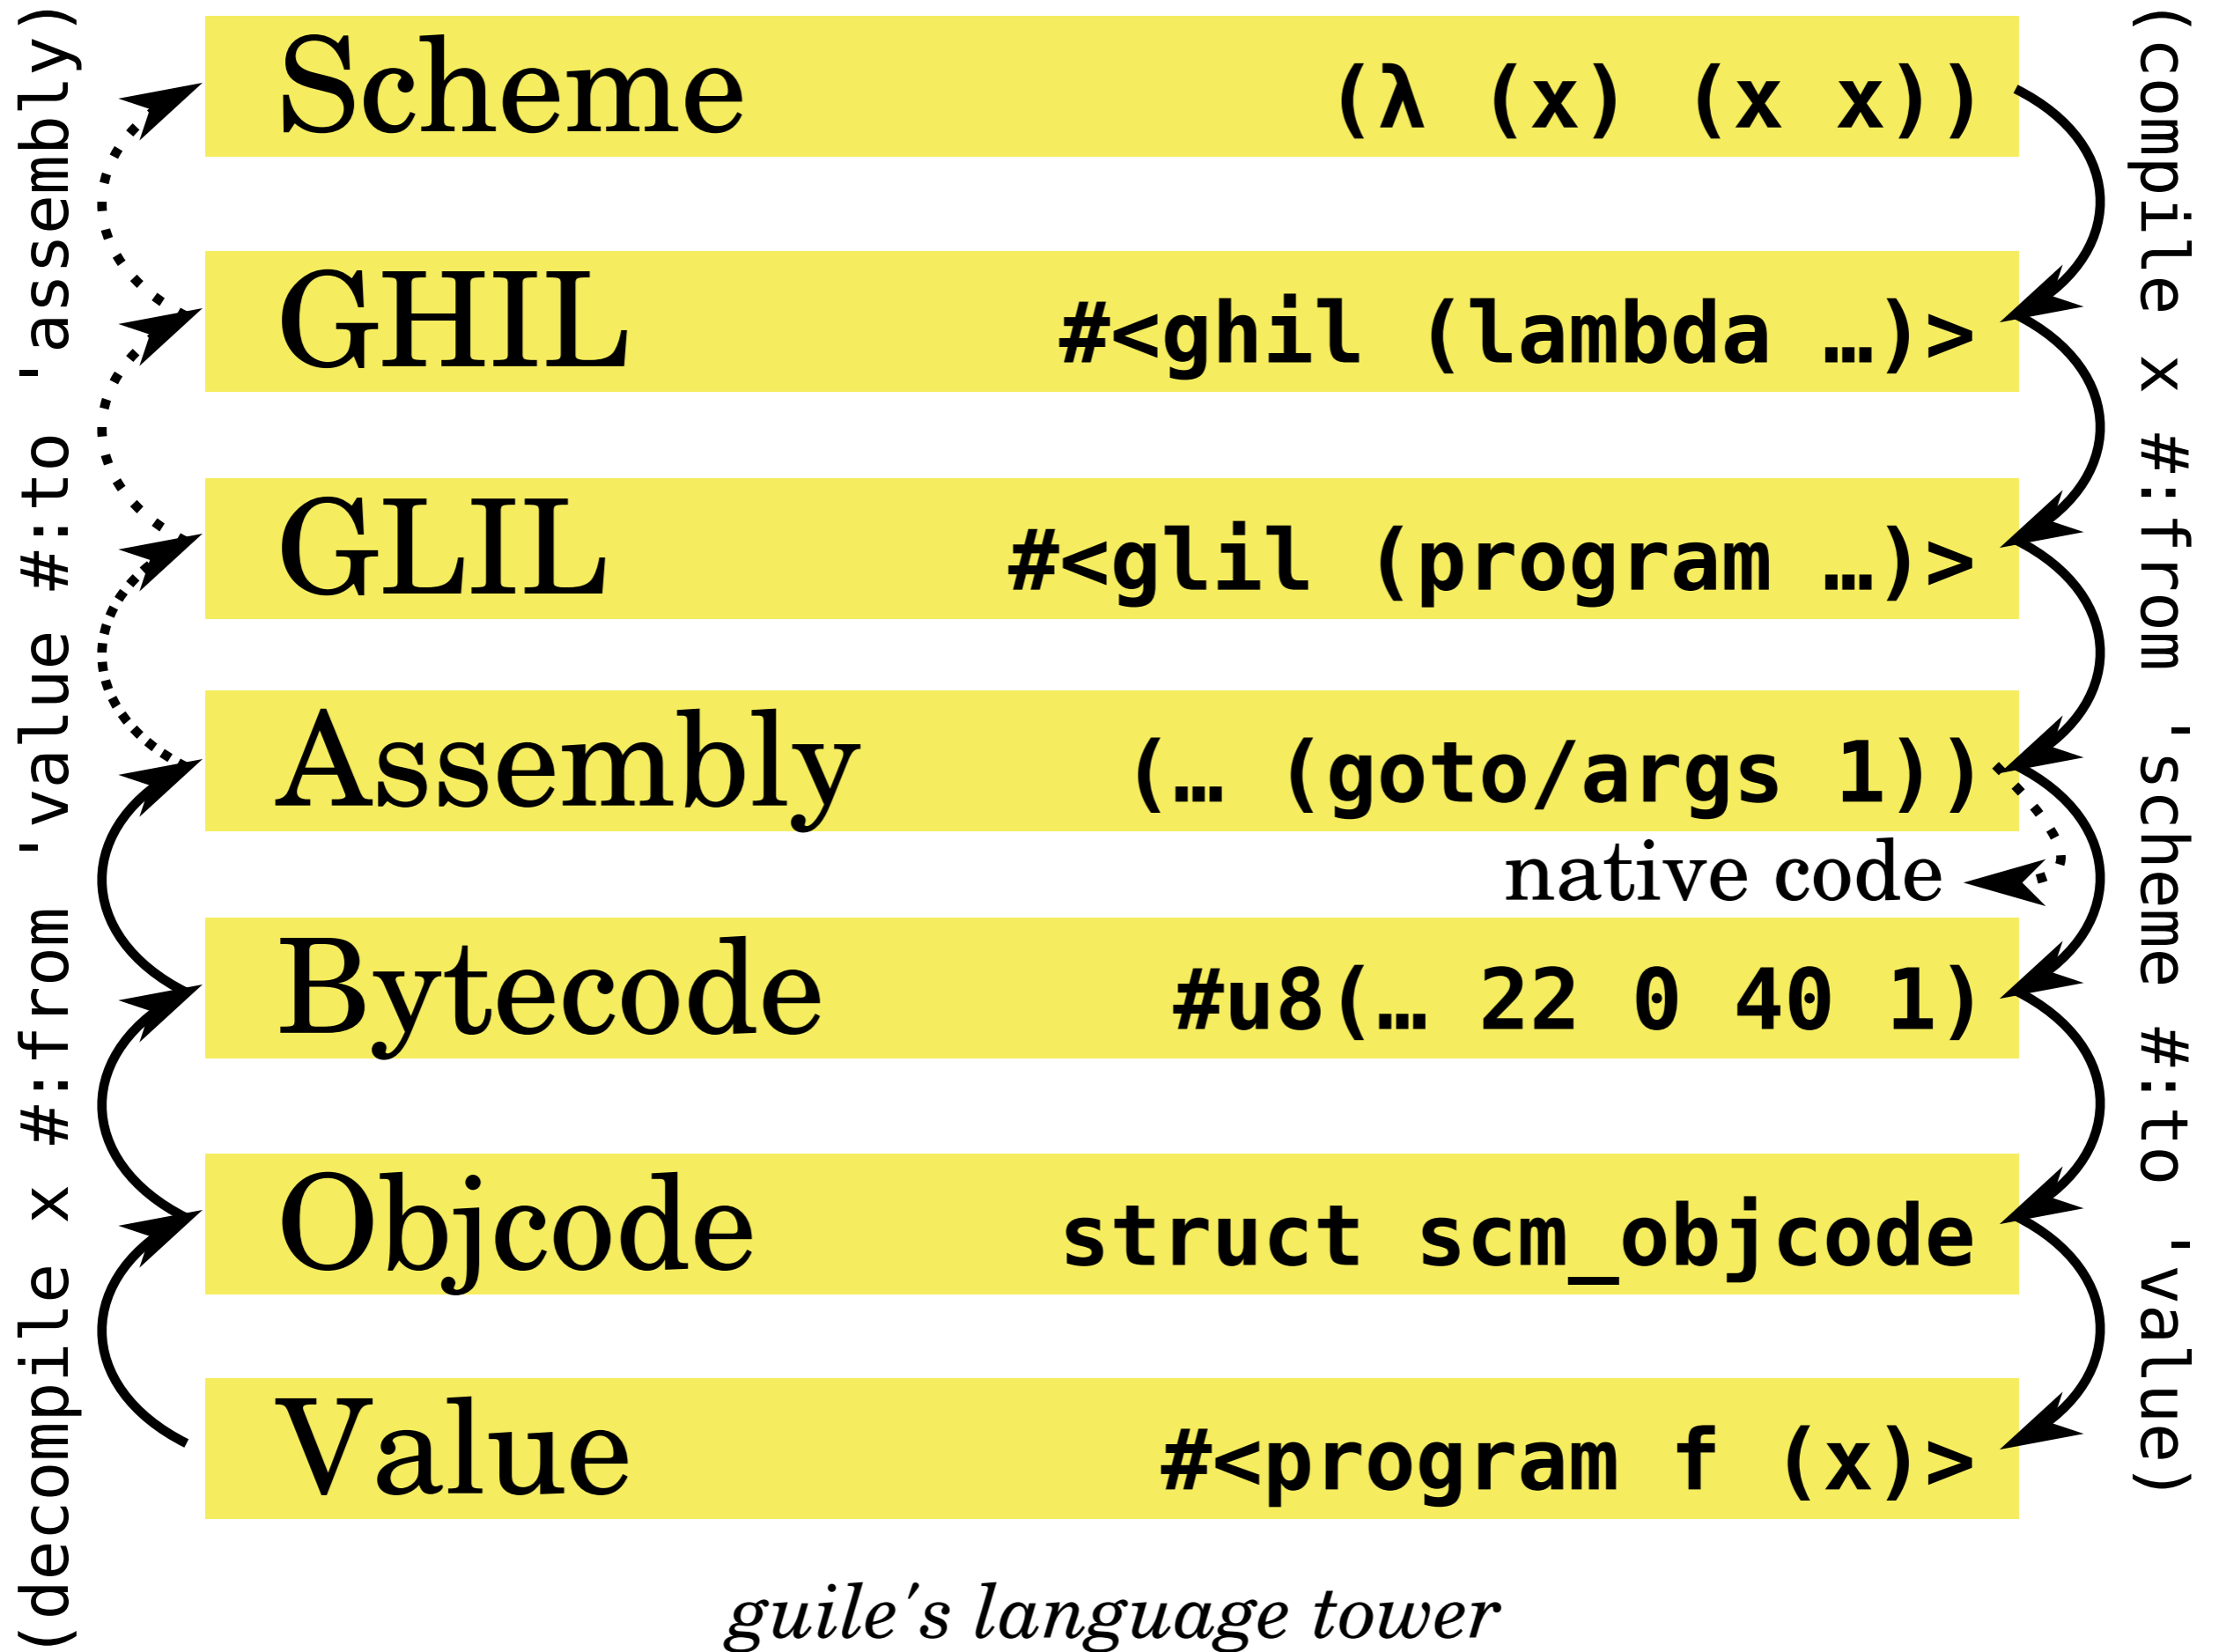 (decompile x #:from 'value #:to 'assembly)
Scheme (λ (x) (x x))
GHIL #<ghil (lambda …)>
GLIL #<glil (program …)>
Assembly (… (goto/args 1))
native code
Bytecode #u8(… 22 0 40 1)
Objcode struct scm_objcode
Value #<program f (x)>
(compile x #:from 'scheme #:to 'value)
guile's language tower